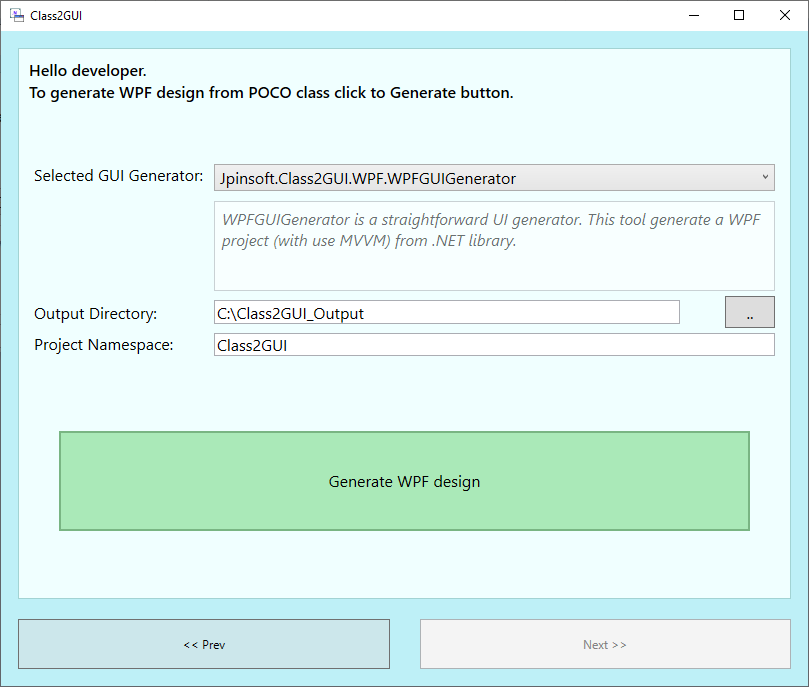 Class2GUI
Hello developer.
To generate WPF design from POCO class click to Generate button.
Selected GUI Generator: Jpinsoft.Class2GUI.WPF.WPFGUIGenerator
WPFGUIGenerator is a straightforward UI generator. This tool generate a WPF
project (with use MVVM) from .NET library.
Output Directory: C:\Class2GUI_Output ..
Project Namespace: Class2GUI
Generate WPF design
<< Prev Next >>